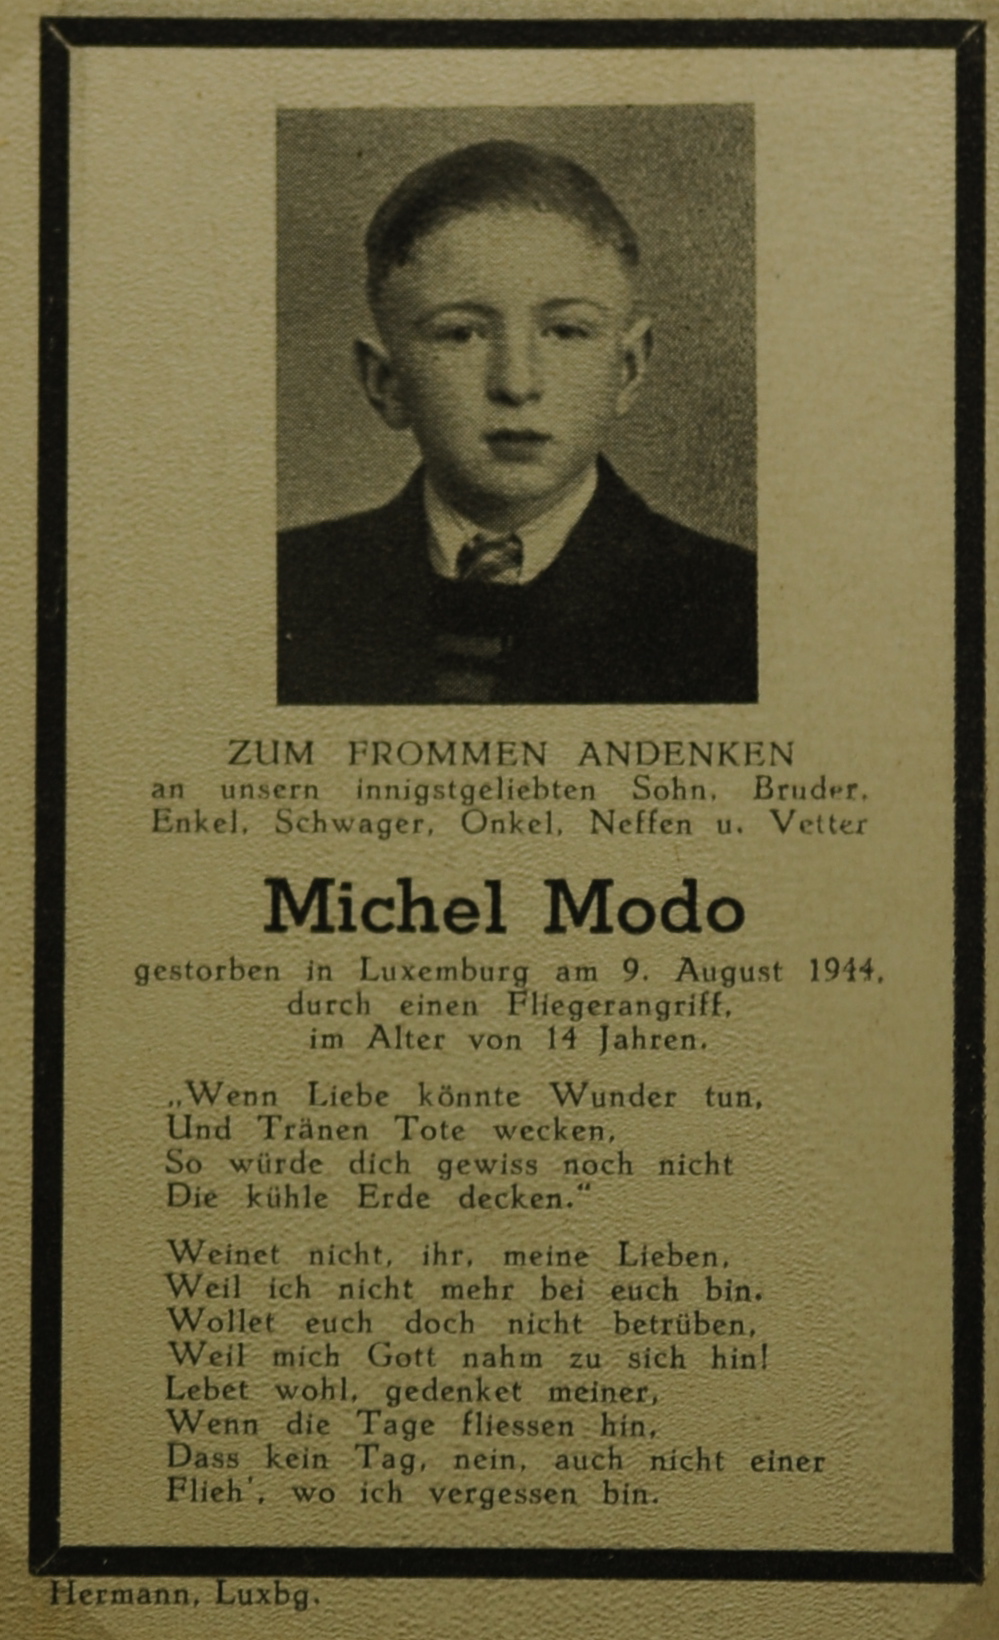 ZUM FROMMEN ANDENKEN
an unsern innigstgeliebten Sohn, Bruder,
Enkel, Schwager, Onkel, Neffen u. Vetter
Michel Modo
gestorben in Luxemburg am 9. August 1944,
durch einen Fliegerangriff,
im Alter von 14 Jahren.
„Wenn Liebe könnte Wunder tun,
Und Tränen Tote wecken,
So würde dich gewiss noch nicht
Die kühle Erde decken.“
Weinet nicht, ihr, meine Lieben,
Weil ich nicht mehr bei euch bin.
Wollet euch doch nicht betrüben,
Weil mich Gott nahm zu sich hin!
Lebet wohl, gedenket meiner,
Wenn die Tage fliessen hin,
Dass kein Tag, nein, auch nicht einer
Flieh', wo ich vergessen bin.
Hermann, Luxbg.